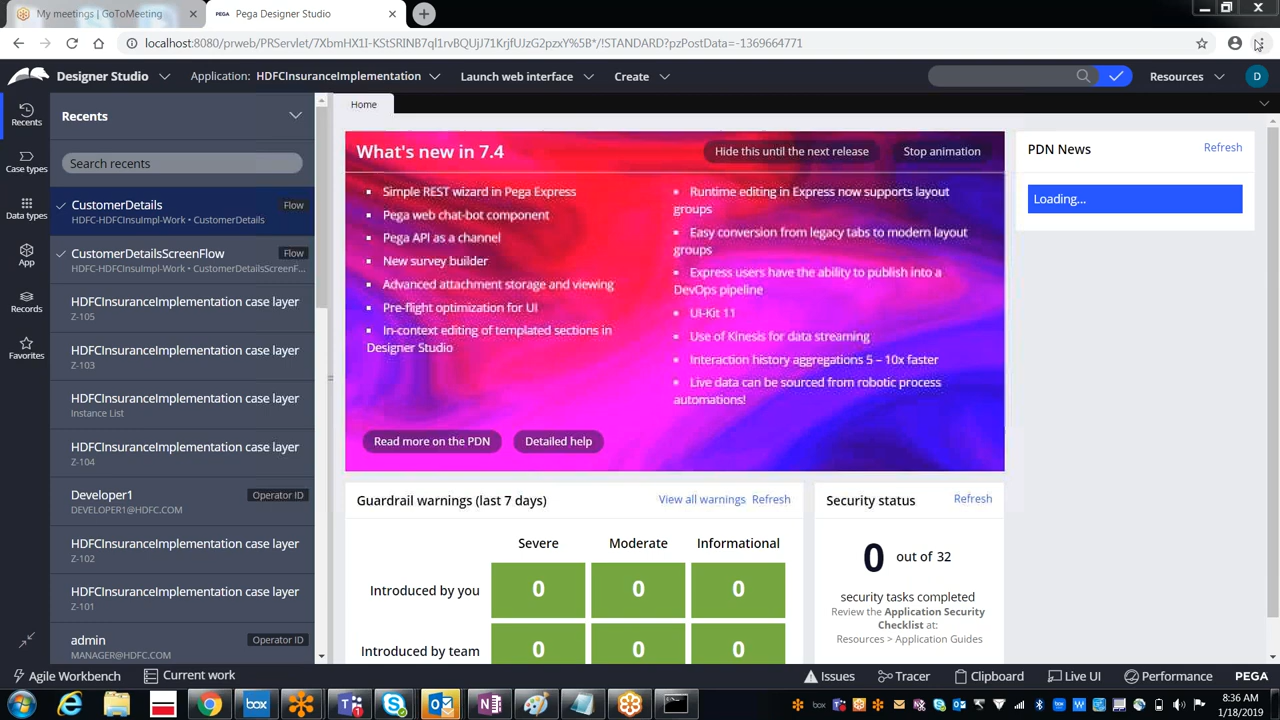 My meetings | GoToMeeting
Pega Designer Studio
localhost:8080/prweb/PRServlet/7XbmHX1I-KStSRINB7ql1rvBQUjJ71KrjfUJzG2pzxY%5B*/!STANDARD?pzPostData=-1369664771
Designer Studio
Application: HDFCInsuranceImplementation
Launch web interface
Create
Resources
D
Recents
Case types
Data types
App
Records
Favorites
Recents
Search recents
CustomerDetails Flow
HDFC-HDFCInsuImpl-Work • CustomerDetails
CustomerDetailsScreenFlow Flow
HDFC-HDFCInsuImpl-Work • CustomerDetailsScreenF...
HDFCInsuranceImplementation case layer
Z-105
HDFCInsuranceImplementation case layer
Z-103
HDFCInsuranceImplementation case layer
Instance List
HDFCInsuranceImplementation case layer
Z-104
Developer1 Operator ID
DEVELOPER1@HDFC.COM
HDFCInsuranceImplementation case layer
Z-102
HDFCInsuranceImplementation case layer
Z-101
admin Operator ID
MANAGER@HDFC.COM
Home
What's new in 7.4
Hide this until the next release
Stop animation
Simple REST wizard in Pega Express
Pega web chat-bot component
Pega API as a channel
New survey builder
Advanced attachment storage and viewing
Pre-flight optimization for UI
In-context editing of templated sections in
Designer Studio
Runtime editing in Express now supports layout
groups
Easy conversion from legacy tabs to modern layout
groups
Express users have the ability to publish into a
DevOps pipeline
UI-Kit 11
Use of Kinesis for data streaming
Interaction history aggregations 5 – 10x faster
Live data can be sourced from robotic process
automations!
Read more on the PDN
Detailed help
PDN News
Refresh
Loading...
Guardrail warnings (last 7 days)
View all warnings
Refresh
Severe Moderate Informational
Introduced by you 0 0 0
Introduced by team 0 0 0
Security status
Refresh
0 out of 32
security tasks completed
Review the Application Security
Checklist at:
Resources > Application Guides
Agile Workbench
Current work
Issues
Tracer
Clipboard
Live UI
Performance
PEGA
8:36 AM
1/18/2019